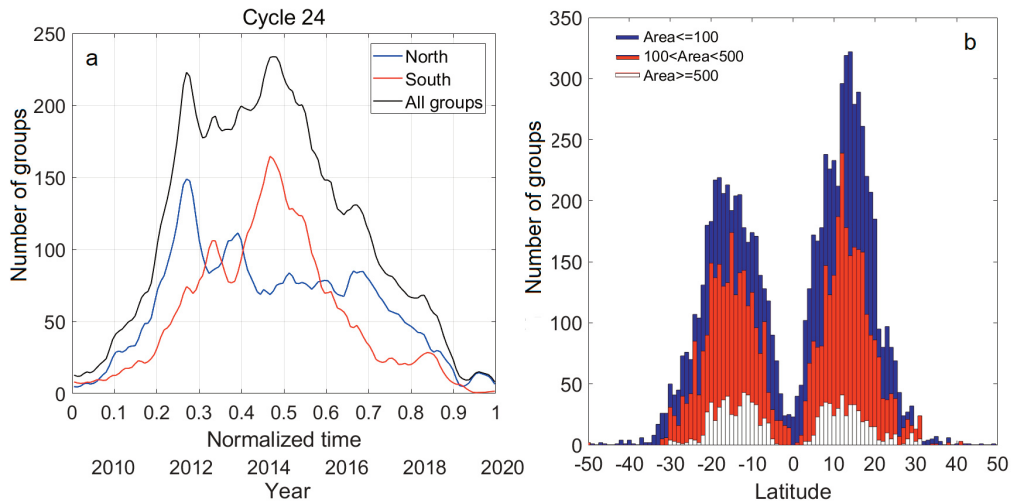 Cycle 24
a
North
South
All groups
Number of groups
250
200
150
100
50
0
0 0.1 0.2 0.3 0.4 0.5 0.6 0.7 0.8 0.9 1
Normalized time
2010 2012 2014 2016 2018 2020
Year
b
Area<=100
100<Area<500
Area>=500
Number of groups
350
300
250
200
150
100
50
0
-50 -40 -30 -20 -10 0 10 20 30 40 50
Latitude